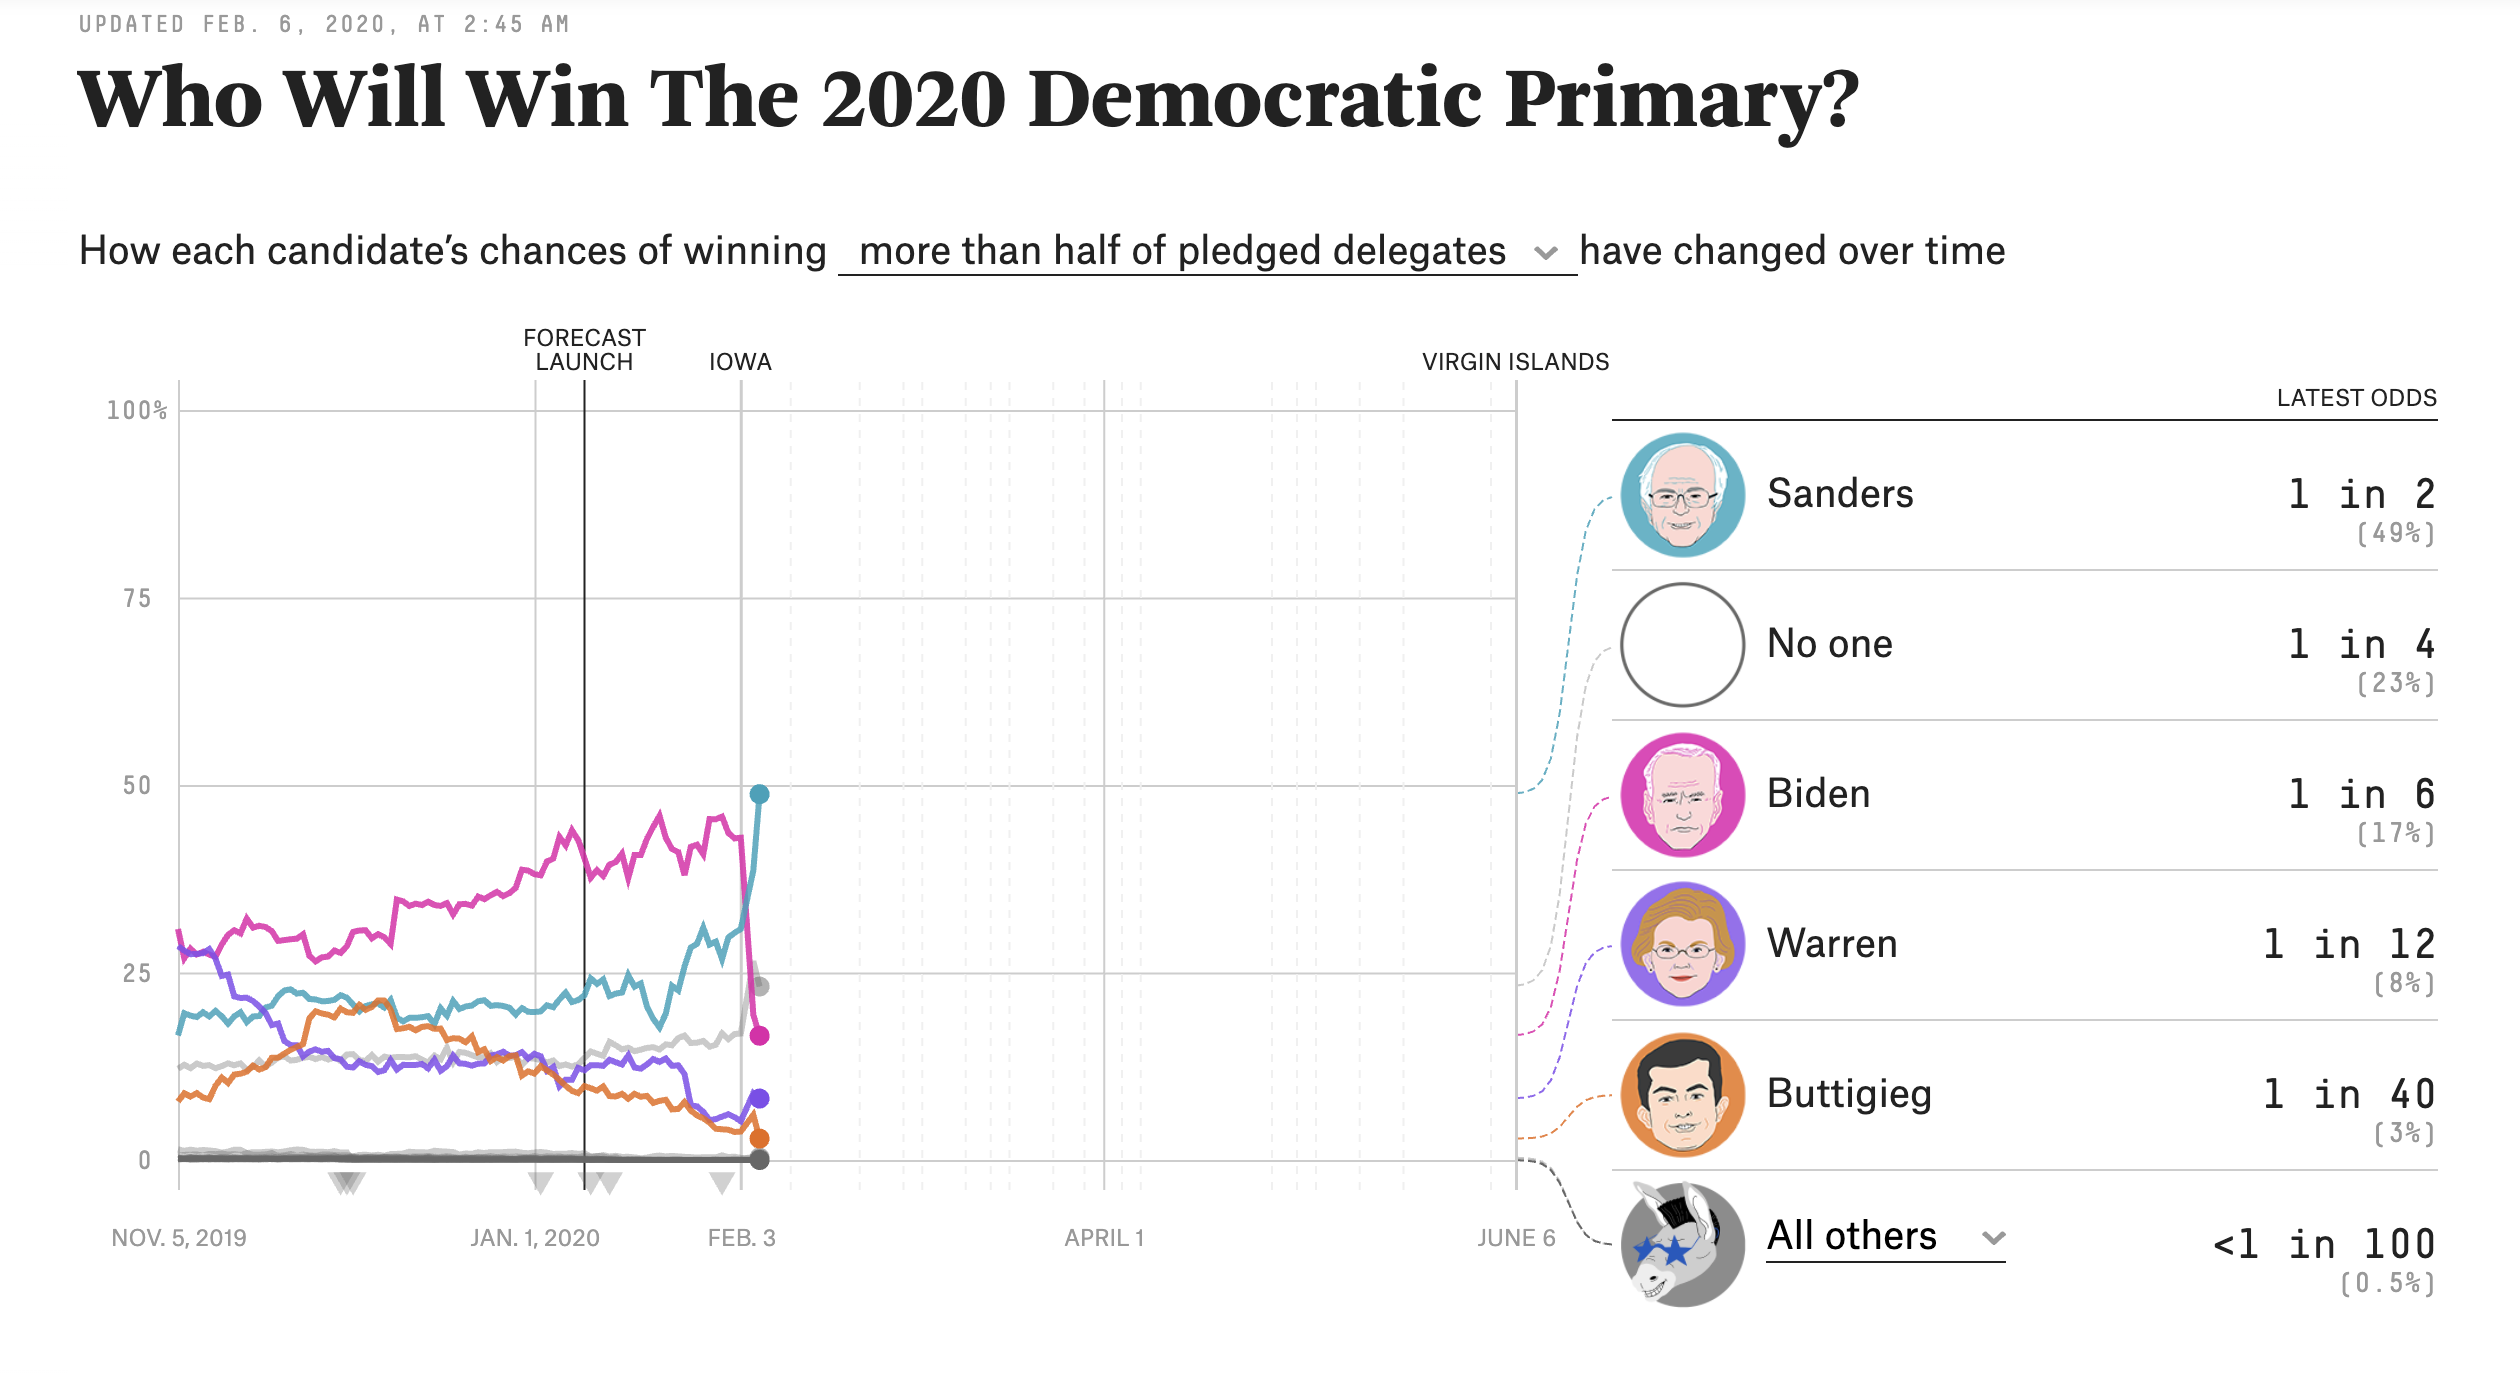 UPDATED FEB. 6, 2020, AT 2:45 AM
Who Will Win The 2020 Democratic Primary?
How each candidate's chances of winning more than half of pledged delegates have changed over time
FORECAST
LAUNCH
IOWA
VIRGIN ISLANDS
LATEST ODDS
100%
75
50
25
0
NOV. 5, 2019
JAN. 1, 2020
FEB. 3
APRIL 1
JUNE 6
Sanders 1 in 2
(49%)
No one 1 in 4
(23%)
Biden 1 in 6
(17%)
Warren 1 in 12
(8%)
Buttigieg 1 in 40
(3%)
All others <1 in 100
(0.5%)